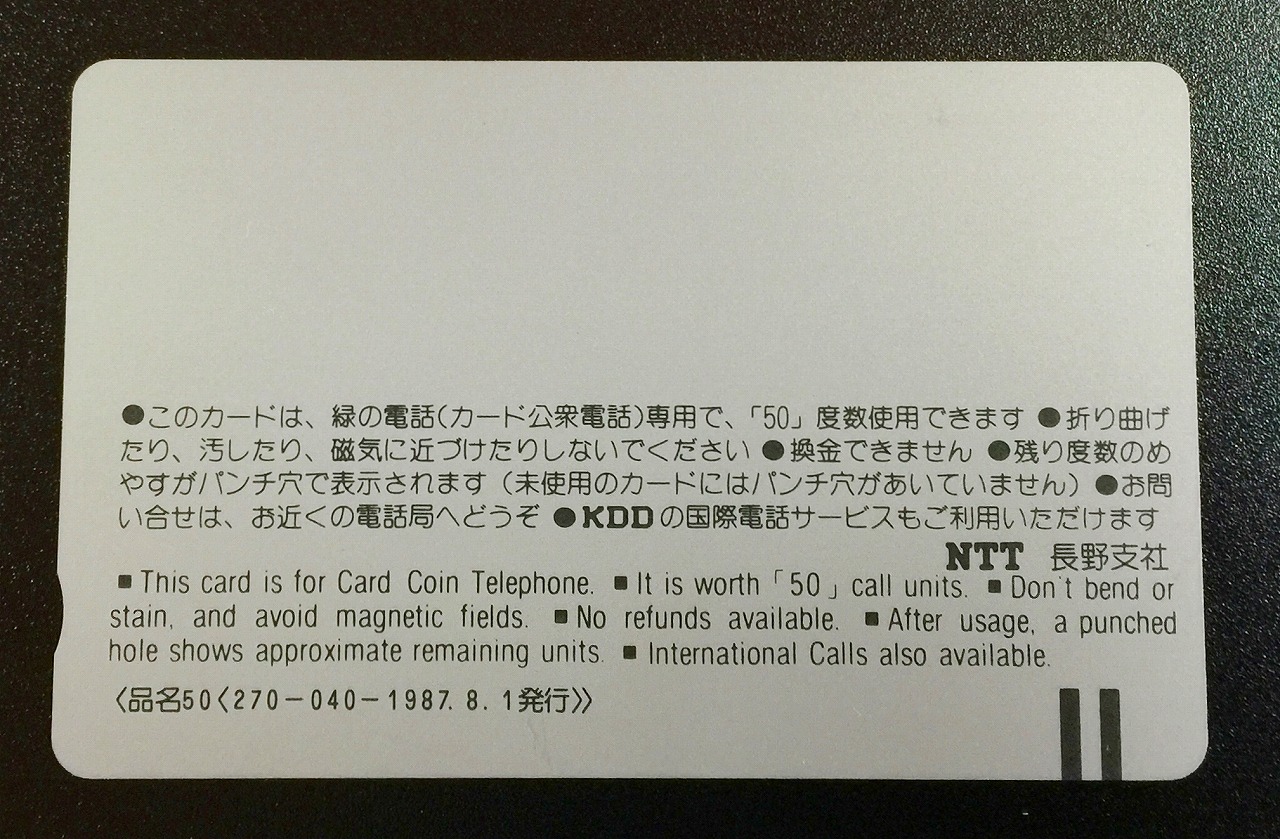 ●このカードは、緑の電話(カード公衆電話)専用で、「50」度数使用できます ●折り曲げ
たり、汚したり、磁気に近づけたりしないでください ●換金できません ●残り度数のめ
やすがパンチ穴で表示されます（未使用のカードにはパンチ穴があいていません）●お問
い合せは、お近くの電話局へどうぞ ●KDDの国際電話サービスもご利用いただけます
NTT 長野支社
■This card is for Card Coin Telephone. ■It is worth「50」call units. ■Don't bend or
stain, and avoid magnetic fields. ■No refunds available. ■After usage, a punched
hole shows approximate remaining units. ■International Calls also available.
〈品名50〈270－040－1987. 8. 1発行〉〉